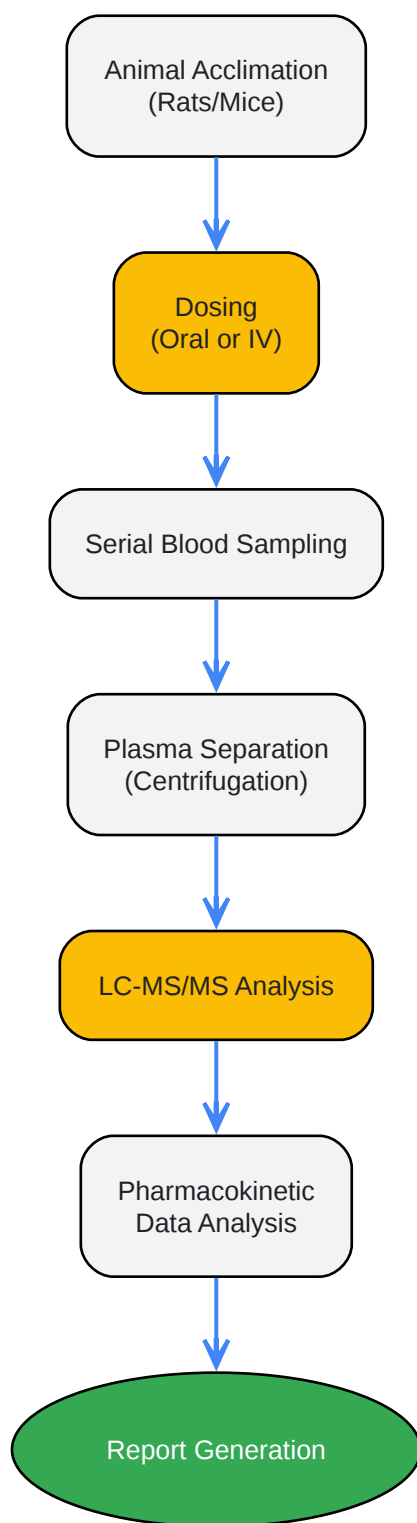 Animal Acclimation
(Rats/Mice)
Dosing
(Oral or IV)
Serial Blood Sampling
Plasma Separation
(Centrifugation)
LC-MS/MS Analysis
Pharmacokinetic
Data Analysis
Report Generation